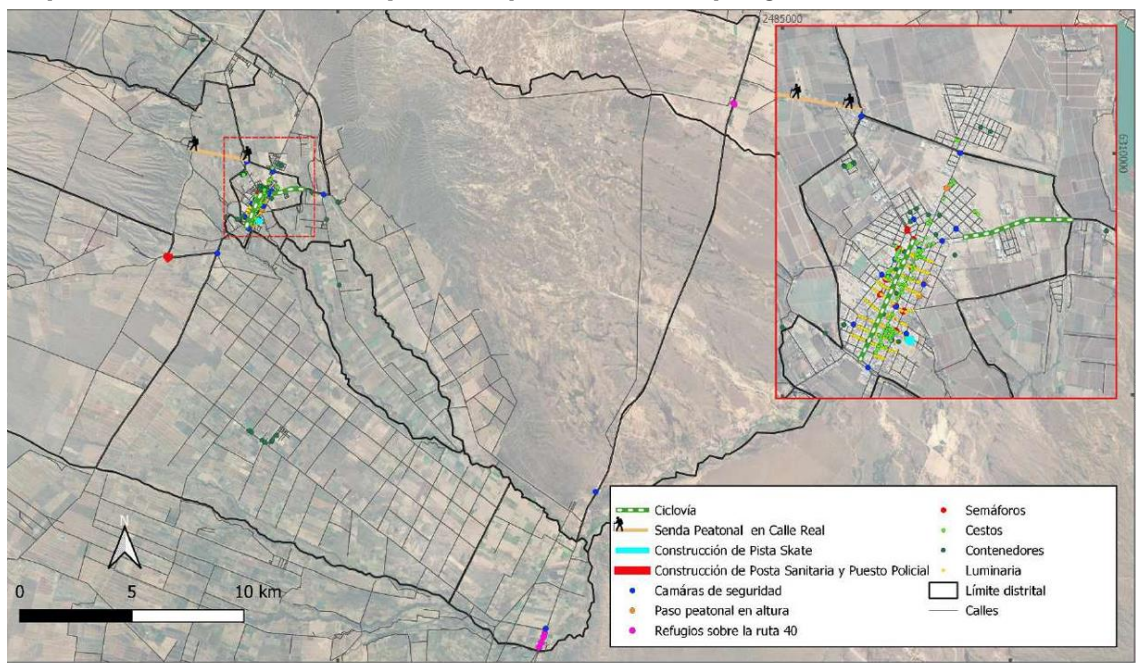 2485000
6310000
N
0 5 10 km
Ciclovía
Senda Peatonal en Calle Real
Construcción de Pista Skate
Construcción de Posta Sanitaria y Puesto Policial
Camáras de seguridad
Paso peatonal en altura
Refugios sobre la ruta 40
Semáforos
Cestos
Contenedores
Luminaria
Límite distrital
Calles